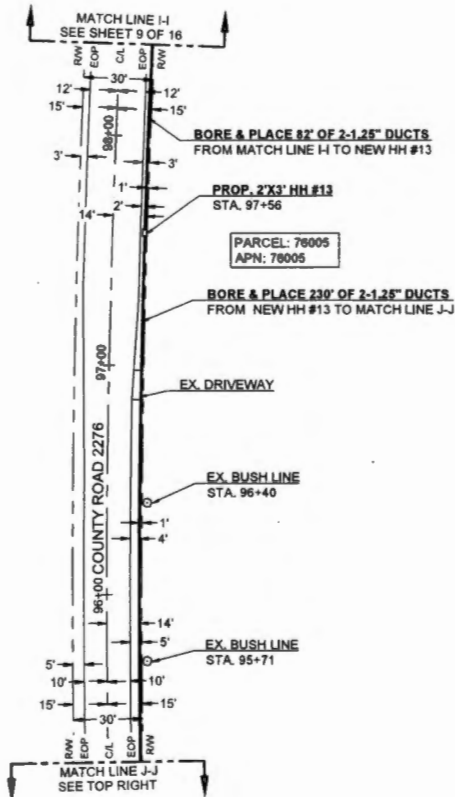 MATCH LINE I-I
SEE SHEET 9 OF 16
R/W
EOP
C/L
EOP
R/W
30'
12'
12'
15'
15'
98+00
BORE & PLACE 82' OF 2-1.25" DUCTS
FROM MATCH LINE I-I TO NEW HH #13
3'
3'
1'
PROP. 2'X3' HH #13
2'
STA. 97+56
14'
PARCEL: 76005
APN: 76005
BORE & PLACE 230' OF 2-1.25" DUCTS
FROM NEW HH #13 TO MATCH LINE J-J
97+00
EX. DRIVEWAY
COUNTY ROAD 2276
EX. BUSH LINE
STA. 96+40
1'
4'
96+00
14'
5'
EX. BUSH LINE
STA. 95+71
5'
10'
10'
15'
15'
30'
R/W
EOP
C/L
EOP
R/W
MATCH LINE J-J
SEE TOP RIGHT